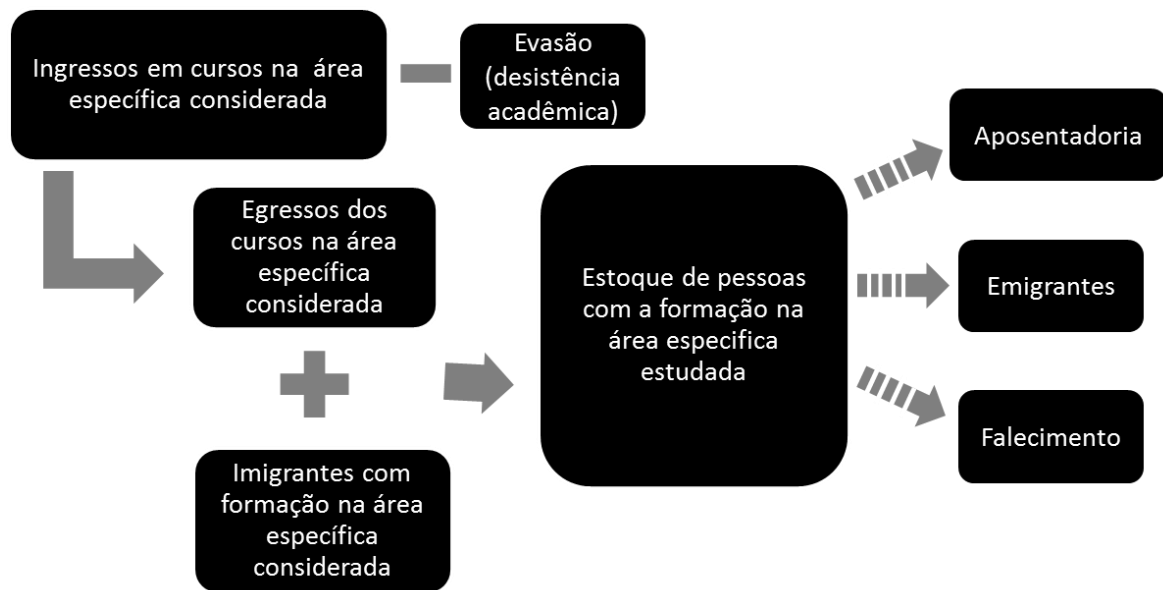 Ingressos em cursos na área
específica considerada
Evasão
(desistência
acadêmica)
Egressos dos
cursos na área
específica
considerada
Imigrantes com
formação na área
específica
considerada
Estoque de pessoas
com a formação na
área especifica
estudada
Aposentadoria
Emigrantes
Falecimento